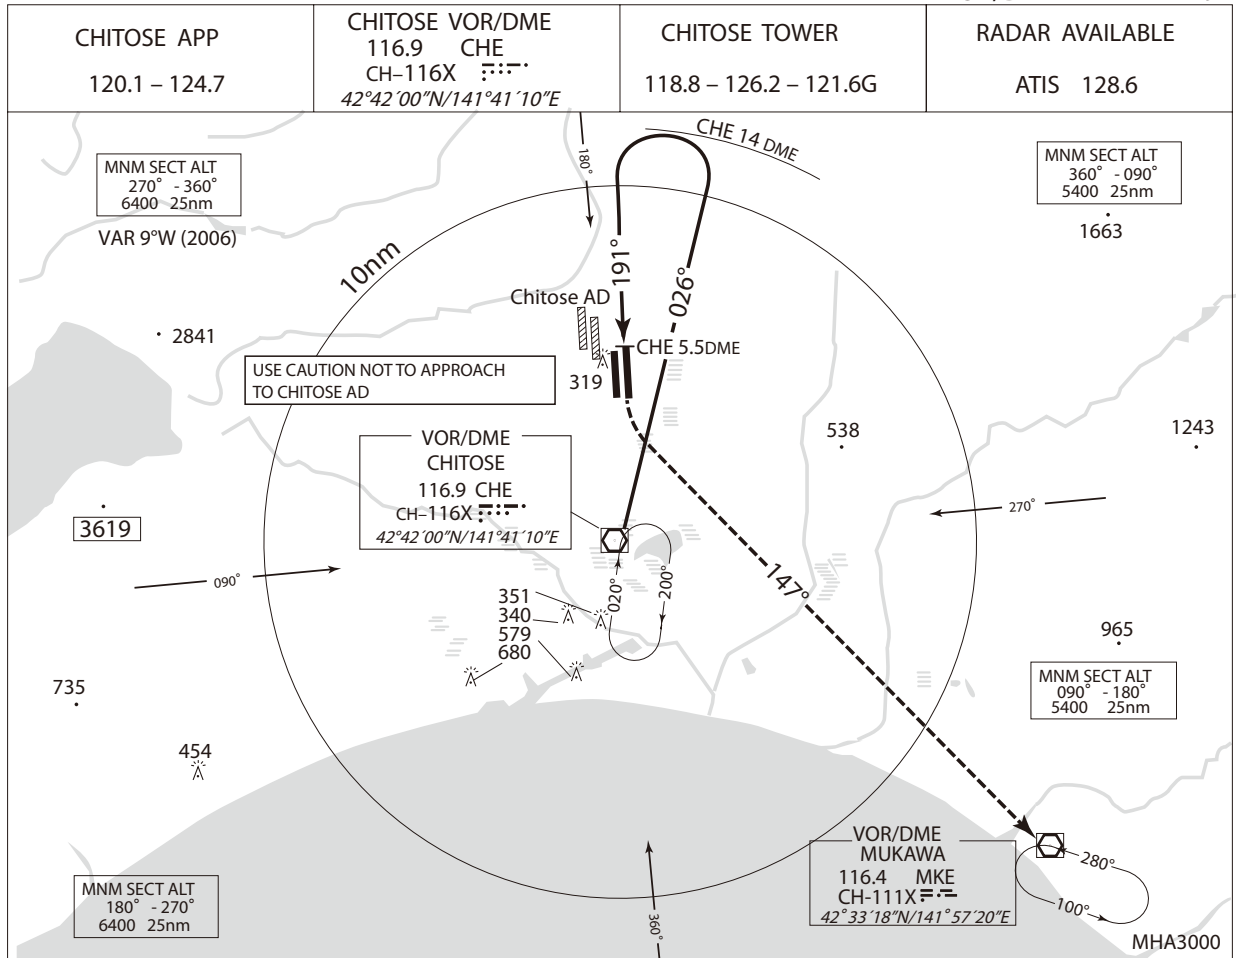 CHITOSE APP
120.1 – 124.7
CHITOSE VOR/DME
116.9 CHE
CH–116X
42°42´00″N/141°41´10″E
CHITOSE TOWER
118.8 – 126.2 – 121.6G
RADAR AVAILABLE
ATIS 128.6
CHE 14 DME
180°
MNM SECT ALT
270° - 360°
6400 25nm
VAR 9°W (2006)
MNM SECT ALT
360° - 090°
5400 25nm
1663
10nm
191°
026°
Chitose AD
2841
CHE 5.5DME
319
USE CAUTION NOT TO APPROACH
TO CHITOSE AD
538
1243
VOR/DME
CHITOSE
116.9 CHE
CH–116X
42°42´00″N/141°41´10″E
3619
270°
090°
147°
020°
200°
351
340
579
680
965
MNM SECT ALT
090° - 180°
5400 25nm
735
454
VOR/DME
MUKAWA
116.4 MKE
CH-111X
42°33´18″N/141°57´20″E
280°
100°
MNM SECT ALT
180° - 270°
6400 25nm
360°
MHA3000